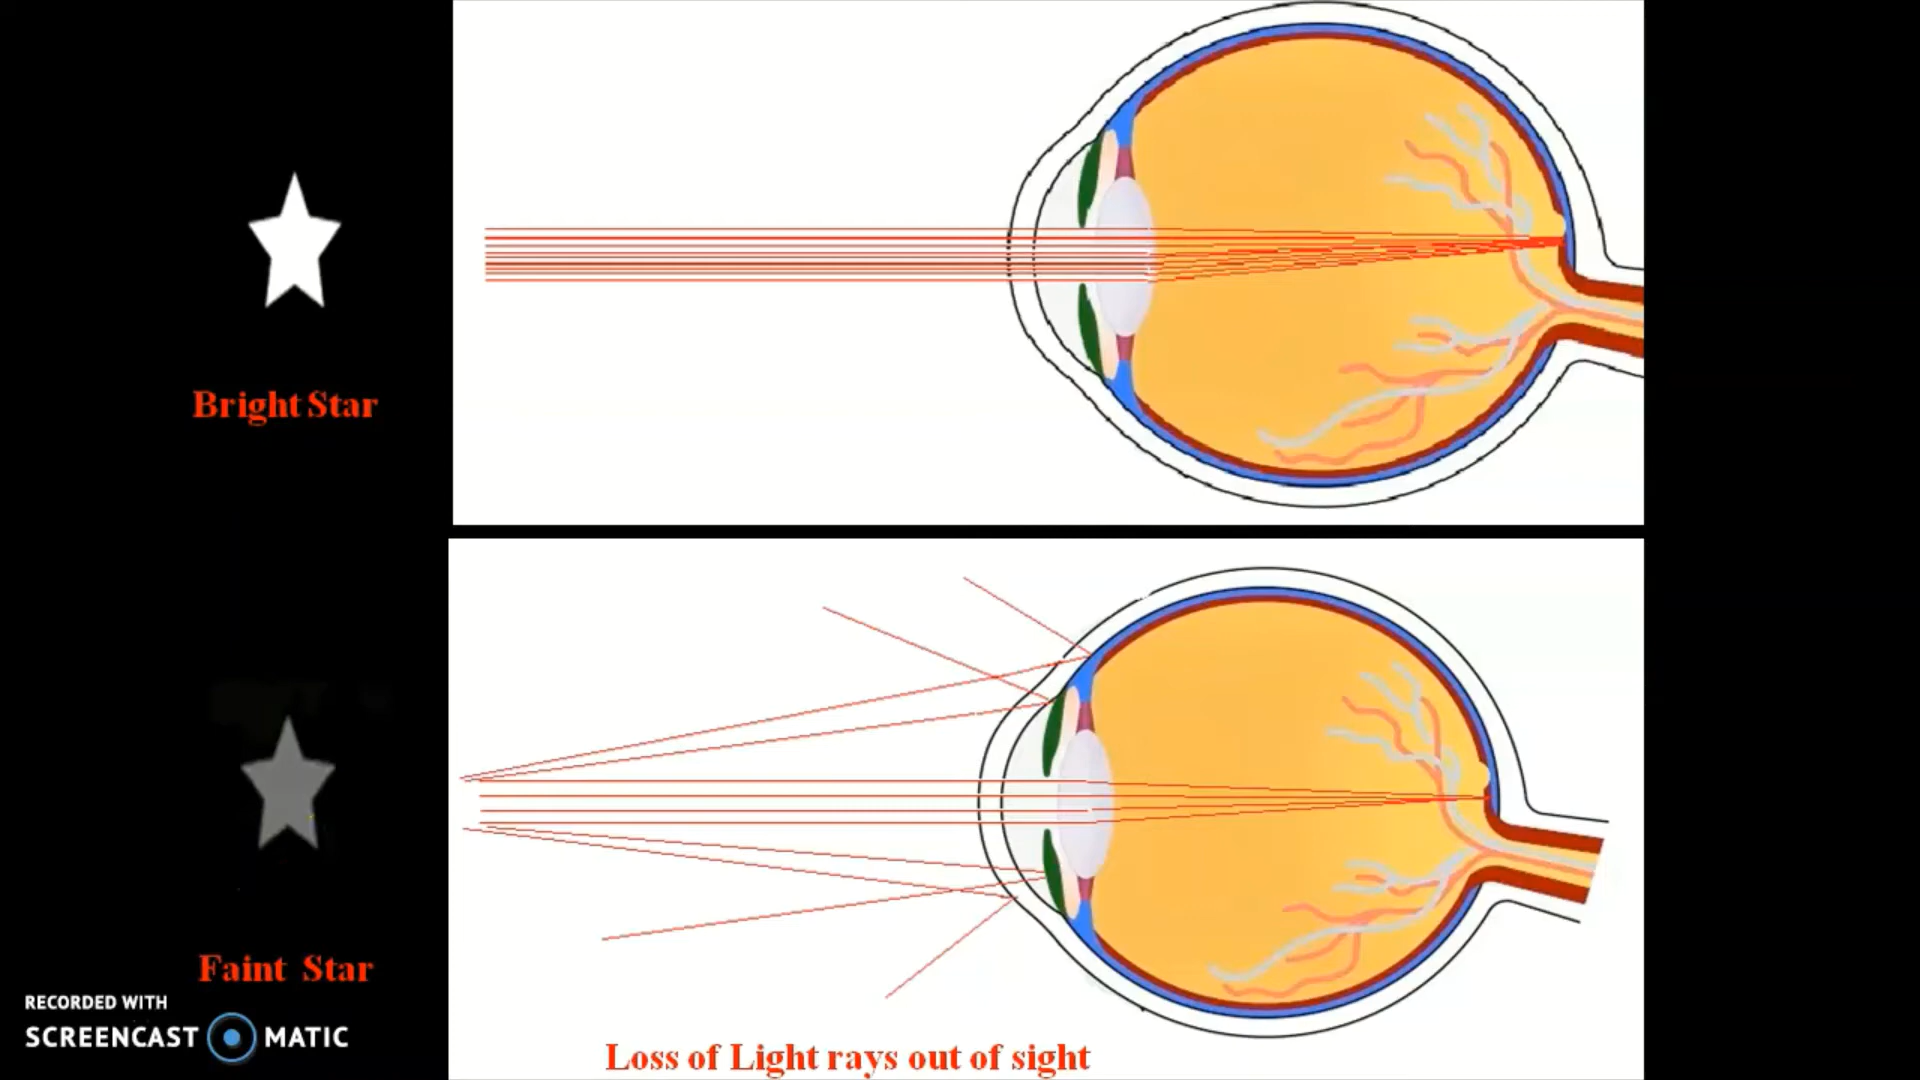 Bright Star
Faint Star
RECORDED WITH
SCREENCAST MATIC
Loss of Light rays out of sight